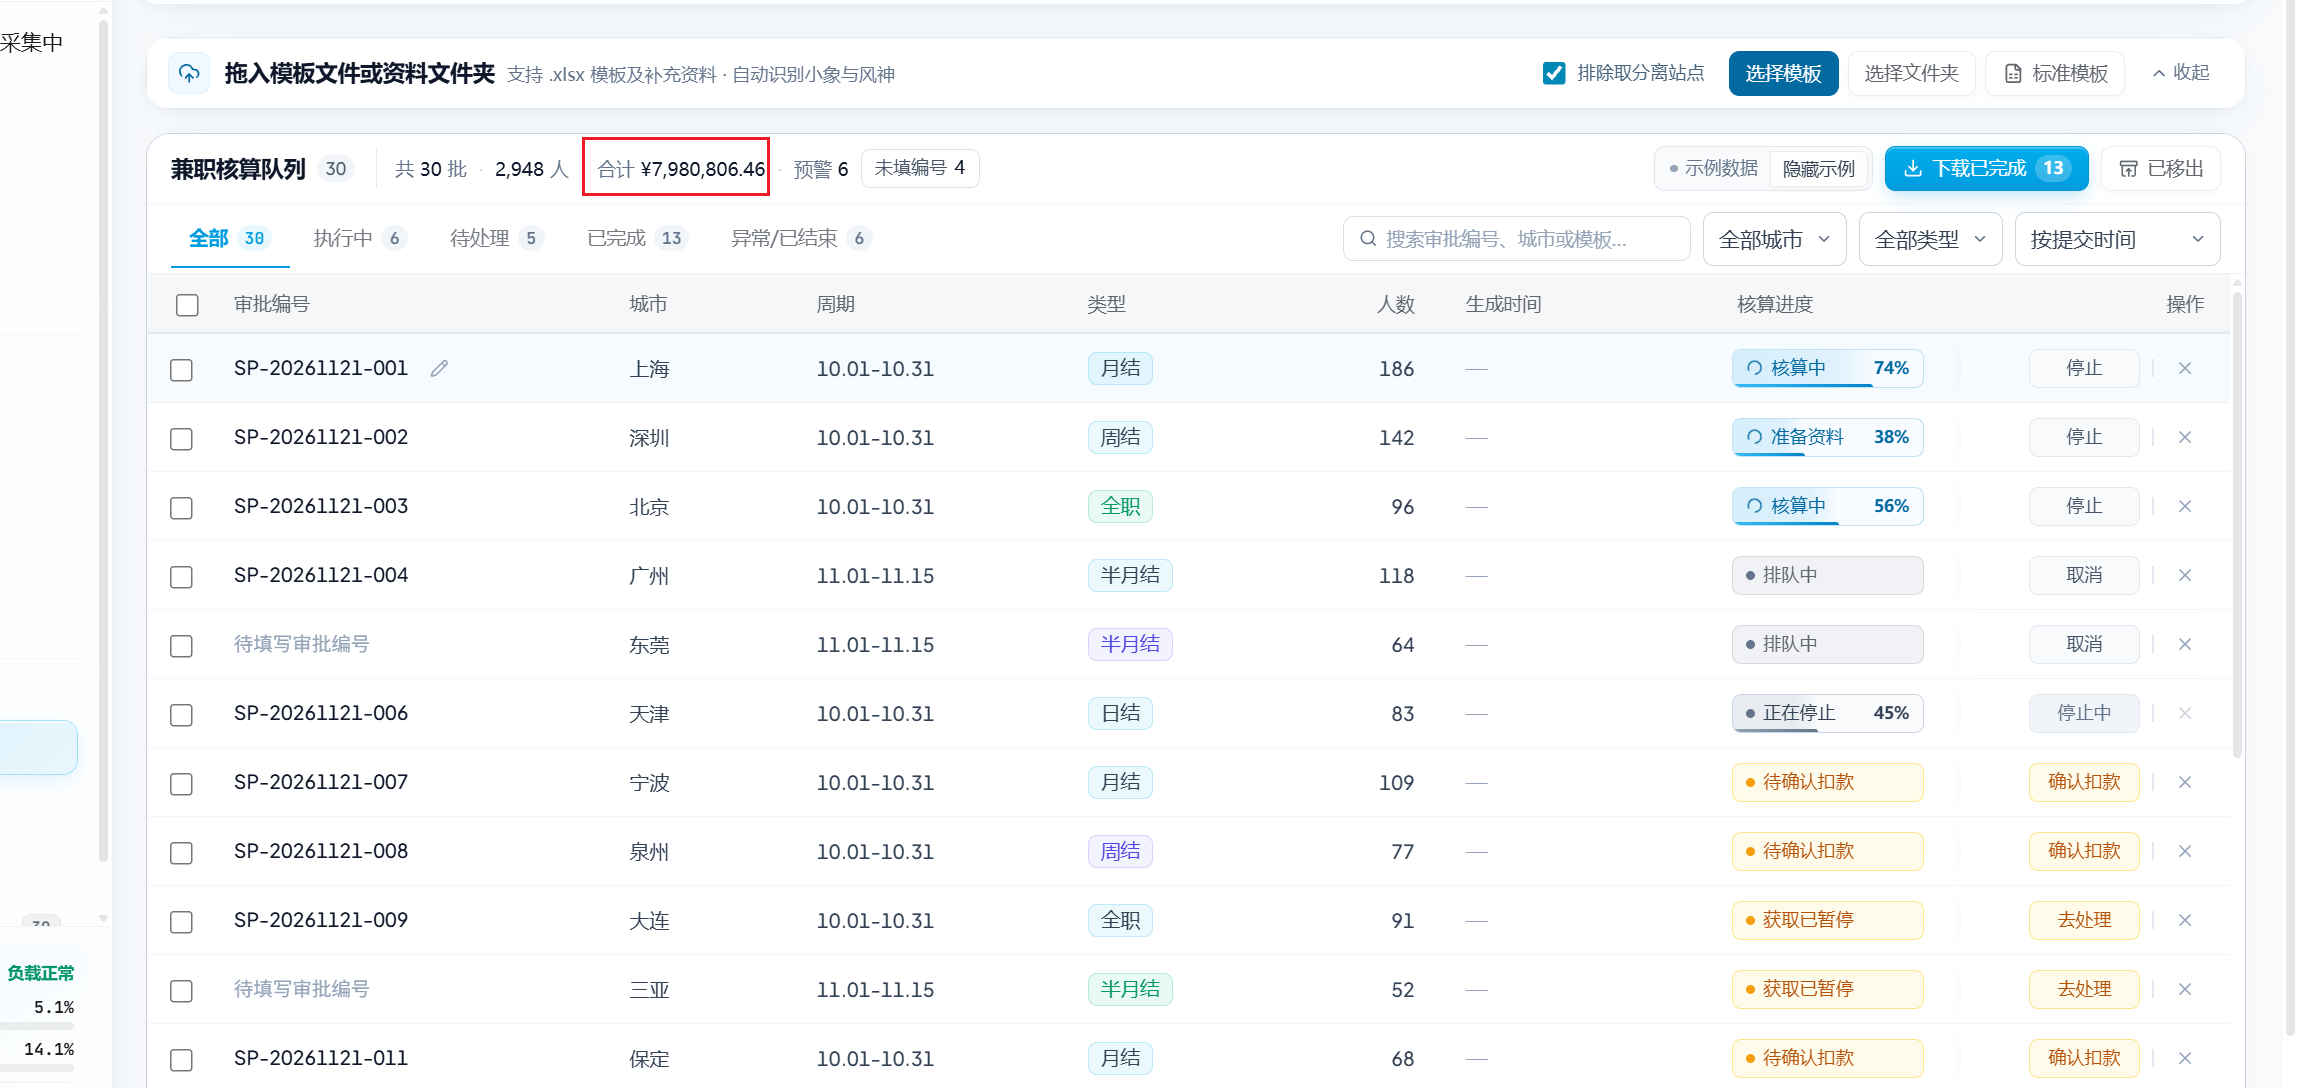 采集中
拖入模板文件或资料文件夹 支持 .xlsx 模板及补充资料 · 自动识别小象与风神 排除取分离站点 选择模板 选择文件夹 标准模板 收起
兼职核算队列 30 共 30 批 · 2,948 人 合计 ¥7,980,806.46 · 预警 6 未填编号 4 示例数据 隐藏示例 下载已完成 13 已移出
全部 30 执行中 6 待处理 5 已完成 13 异常/已结束 6 搜索审批编号、城市或模板... 全部城市 全部类型 按提交时间
审批编号 城市 周期 类型 人数 生成时间 核算进度 操作
SP-20261121-001 上海 10.01-10.31 月结 186 — 核算中 74% 停止
SP-20261121-002 深圳 10.01-10.31 周结 142 — 准备资料 38% 停止
SP-20261121-003 北京 10.01-10.31 全职 96 — 核算中 56% 停止
SP-20261121-004 广州 11.01-11.15 半月结 118 — 排队中 取消
待填写审批编号 东莞 11.01-11.15 半月结 64 — 排队中 取消
SP-20261121-006 天津 10.01-10.31 日结 83 — 正在停止 45% 停止中
SP-20261121-007 宁波 10.01-10.31 月结 109 — 待确认扣款 确认扣款
SP-20261121-008 泉州 10.01-10.31 周结 77 — 待确认扣款 确认扣款
SP-20261121-009 大连 10.01-10.31 全职 91 — 获取已暂停 去处理
待填写审批编号 三亚 11.01-11.15 半月结 52 — 获取已暂停 去处理
SP-20261121-011 保定 10.01-10.31 月结 68 — 待确认扣款 确认扣款
负载正常
5.1%
14.1%